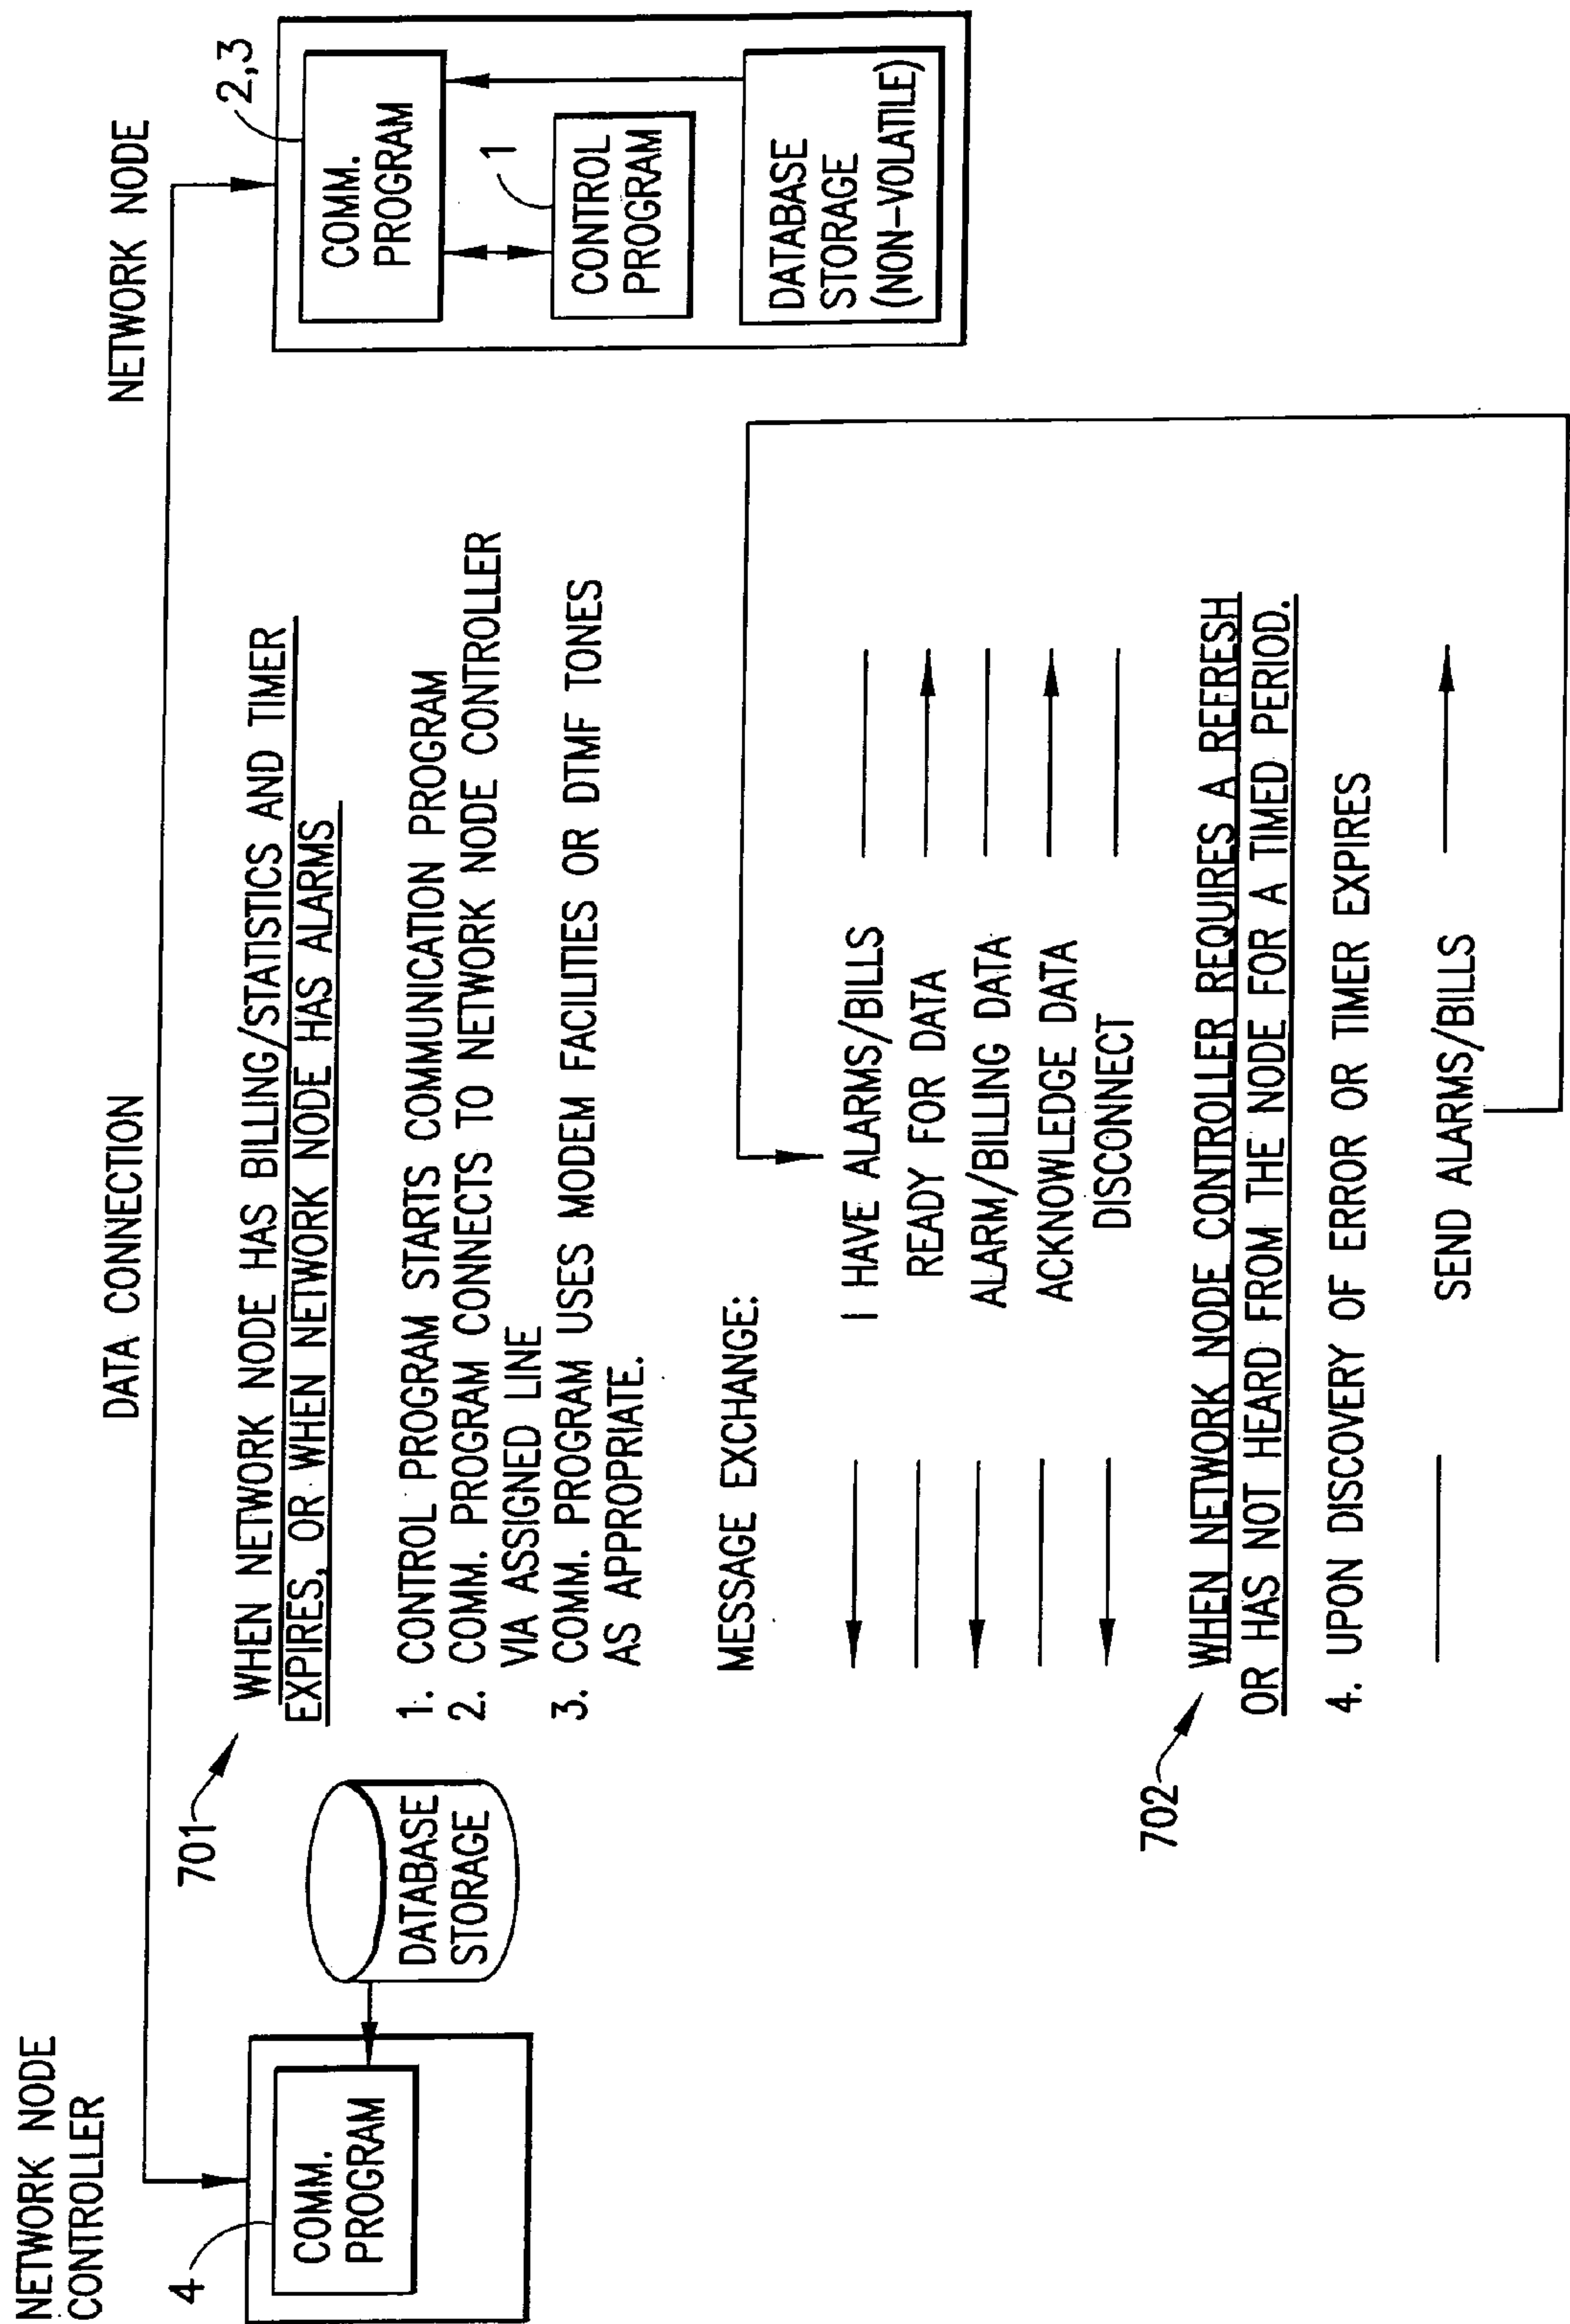 NETWORK NODE
CONTROLLER
DATA CONNECTION
NETWORK NODE
4
COMM.
PROGRAM
DATABASE
STORAGE
2,3
COMM.
PROGRAM
1
CONTROL
PROGRAM
DATABASE
STORAGE
(NON-VOLATILE)
701
WHEN NETWORK NODE HAS BILLING/STATISTICS AND TIMER
EXPIRES, OR WHEN NETWORK NODE HAS ALARMS
1. CONTROL PROGRAM STARTS COMMUNICATION PROGRAM
2. COMM. PROGRAM CONNECTS TO NETWORK NODE CONTROLLER
VIA ASSIGNED LINE
3. COMM. PROGRAM USES MODEM FACILITIES OR DTMF TONES
AS APPROPRIATE.
MESSAGE EXCHANGE:
I HAVE ALARMS/BILLS
READY FOR DATA
ALARM/BILLING DATA
ACKNOWLEDGE DATA
DISCONNECT
702
WHEN NETWORK NODE CONTROLLER REQUIRES A REFRESH
OR HAS NOT HEARD FROM THE NODE FOR A TIMED PERIOD.
4. UPON DISCOVERY OF ERROR OR TIMER EXPIRES
SEND ALARMS/BILLS